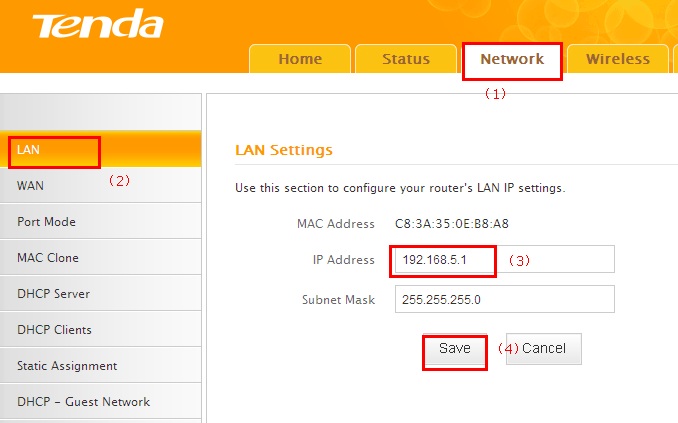 Tenda
Home Status Network Wireless
(1)
LAN
(2)
WAN
Port Mode
MAC Clone
DHCP Server
DHCP Clients
Static Assignment
DHCP - Guest Network
LAN Settings
Use this section to configure your router's LAN IP settings.
MAC Address C8:3A:35:0E:B8:A8
IP Address 192.168.5.1 (3)
Subnet Mask 255.255.255.0
Save (4) Cancel